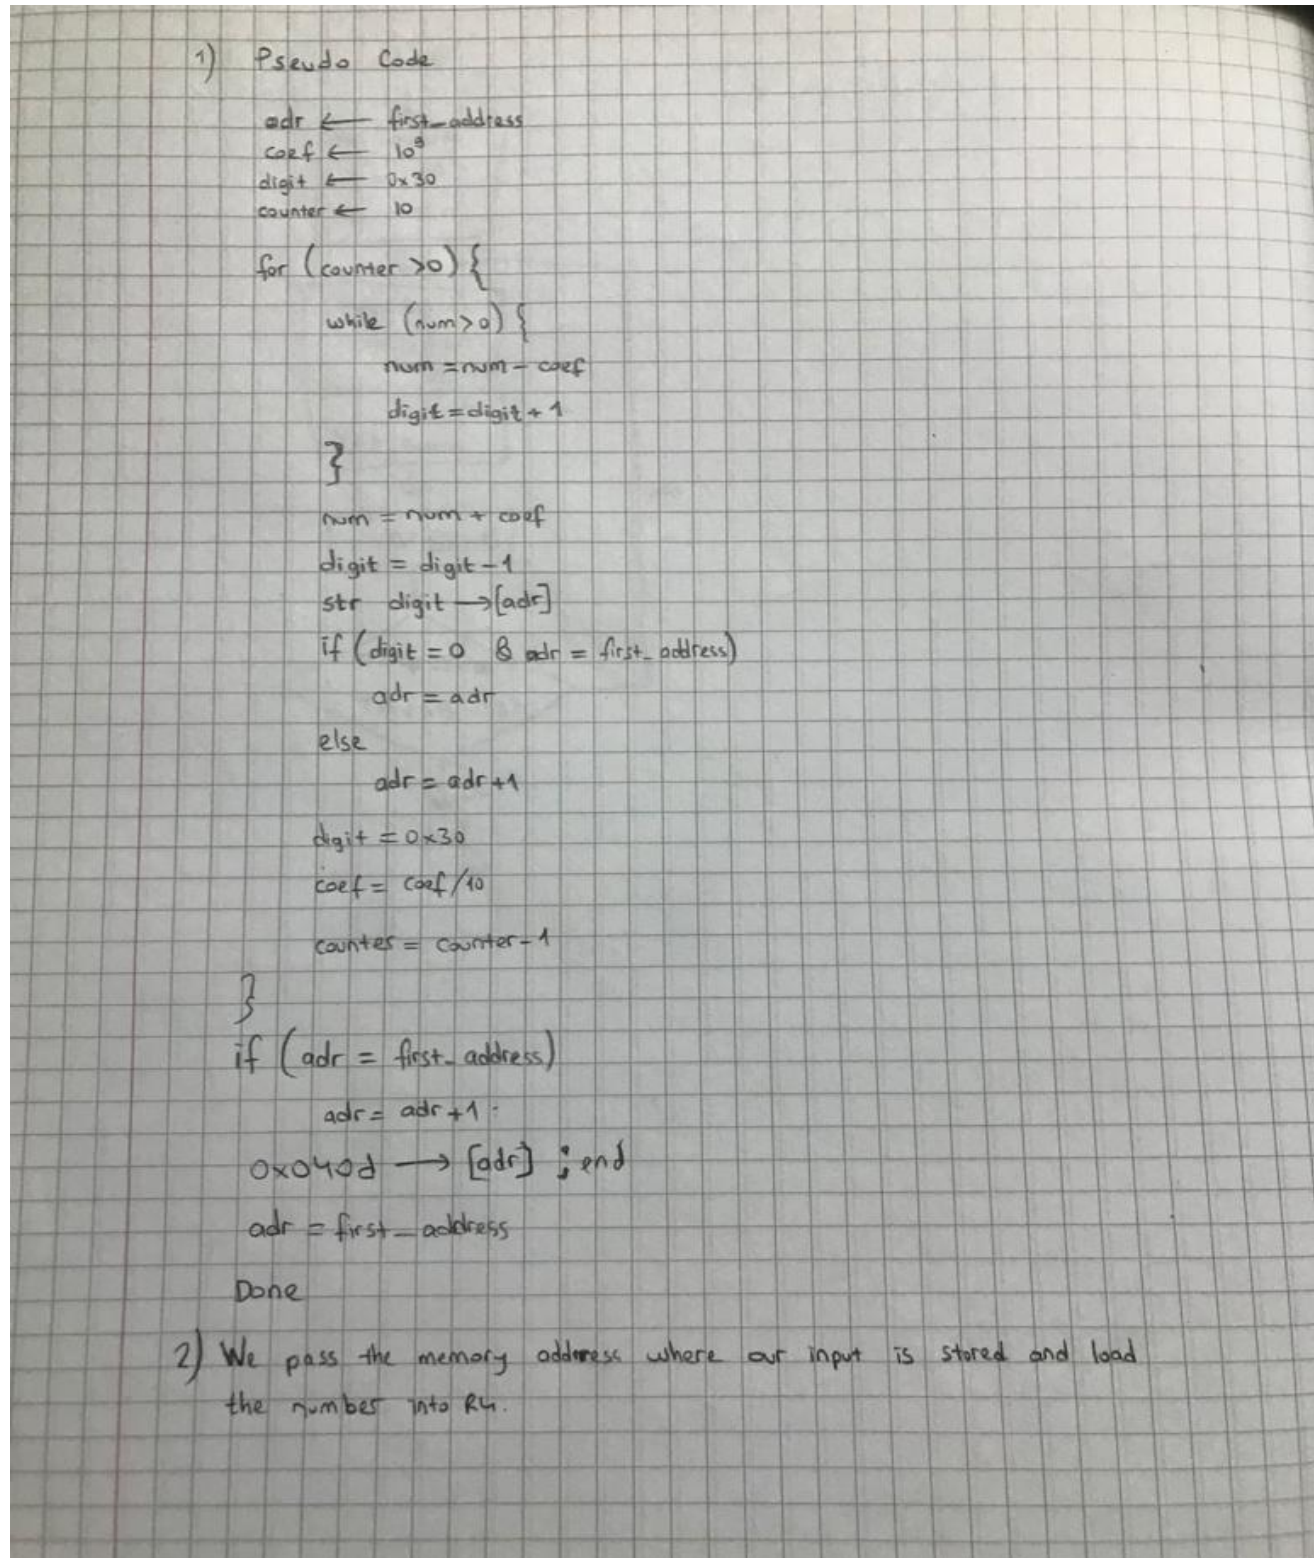 1) Pseudo Code
adr ← first_address
coef ← 10⁹
digit ← 0x30
counter ← 10
for (counter >0) {
while (num>0) {
num = num - coef
digit = digit + 1
}
num = num + coef
digit = digit - 1
str digit → [adr]
if (digit = 0 & adr = first_address)
adr = adr
else
adr = adr+1
digit = 0x30
coef = coef/10
counter = counter-1
}
if (adr = first_address)
adr = adr +1
0x040d → [adr] ; end
adr = first_address
Done
2) We pass the memory address where our input is stored and load
the number into R4.